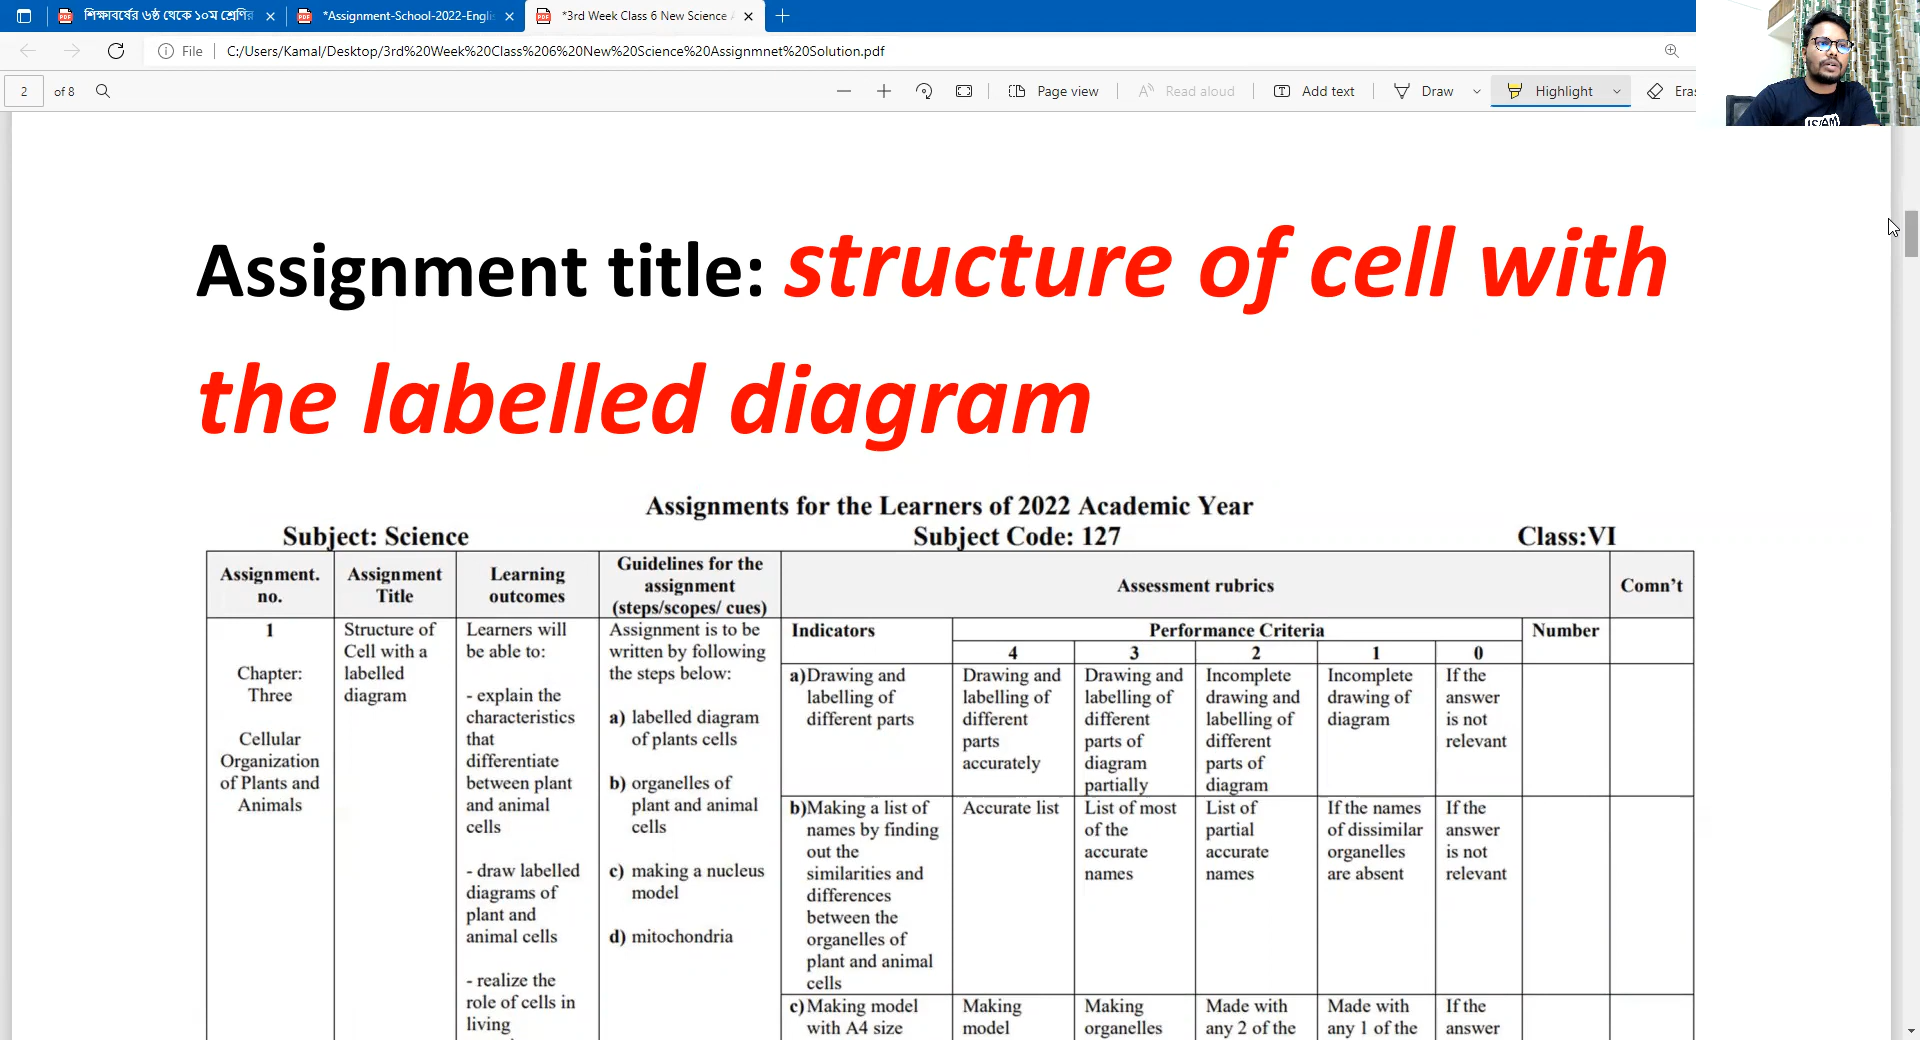 শিক্ষাবর্ষের ৬ষ্ঠ থেকে ১০ম শ্রেণির
*Assignment-School-2022-Engli
*3rd Week Class 6 New Science
File
C:/Users/Kamal/Desktop/3rd%20Week%20Class%206%20New%20Science%20Assignmnet%20Solution.pdf
2 of 8
Page view
Read aloud
Add text
Draw
Highlight
Eras
Assignment title: structure of cell with
the labelled diagram
Assignments for the Learners of 2022 Academic Year
Subject: Science Subject Code: 127 Class:VI
Assignment.
no.
Assignment
Title
Learning
outcomes
Guidelines for the
assignment
(steps/scopes/ cues)
Assessment rubrics
Comn't
1
Chapter:
Three
Cellular
Organization
of Plants and
Animals
Structure of
Cell with a
labelled
diagram
Learners will
be able to:
- explain the
characteristics
that
differentiate
between plant
and animal
cells
- draw labelled
diagrams of
plant and
animal cells
- realize the
role of cells in
living
Assignment is to be
written by following
the steps below:
a) labelled diagram
of plants cells
b) organelles of
plant and animal
cells
c) making a nucleus
model
d) mitochondria
Indicators
Performance Criteria
Number
4 3 2 1 0
a)Drawing and
labelling of
different parts
Drawing and
labelling of
different
parts
accurately
Drawing and
labelling of
different
parts of
diagram
partially
Incomplete
drawing and
labelling of
different
parts of
diagram
Incomplete
drawing of
diagram
If the
answer
is not
relevant
b)Making a list of
names by finding
out the
similarities and
differences
between the
organelles of
plant and animal
cells
Accurate list
List of most
of the
accurate
names
List of
partial
accurate
names
If the names
of dissimilar
organelles
are absent
If the
answer
is not
relevant
c)Making model
with A4 size
Making
model
Making
organelles
Made with
any 2 of the
Made with
any 1 of the
If the
answer